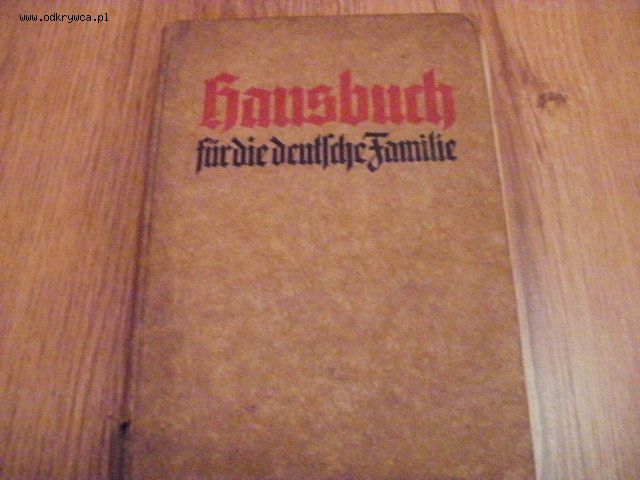 www.odkrywca.pl
Hausbuch
für die deutsche Familie